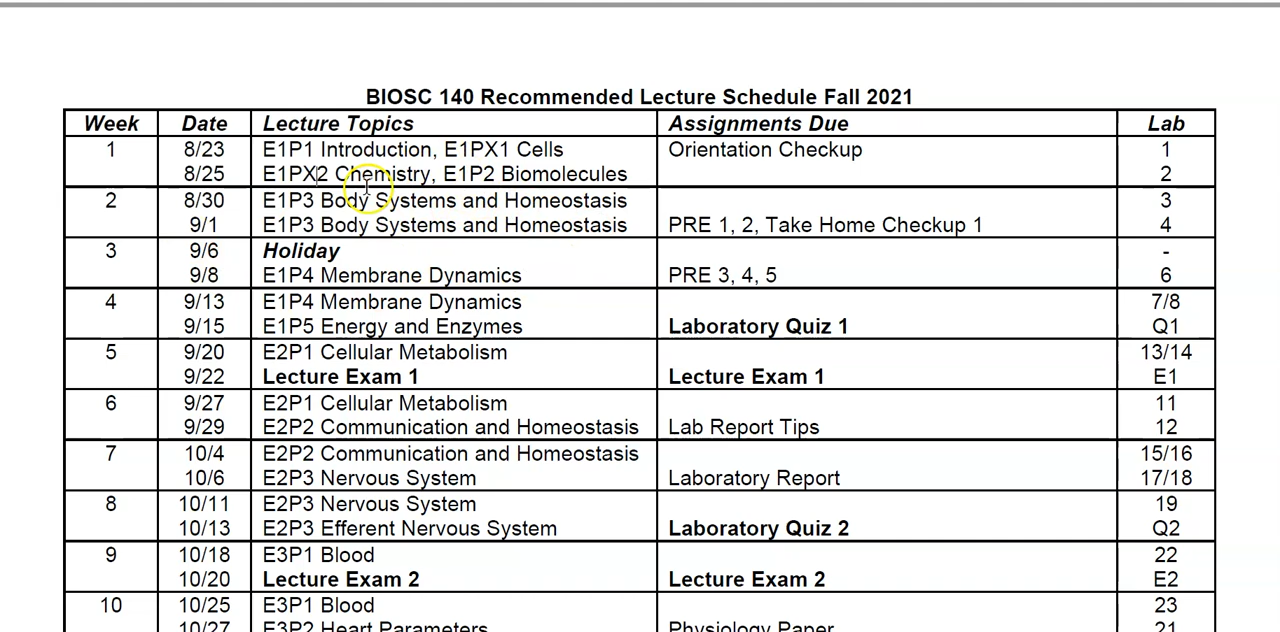 BIOSC 140 Recommended Lecture Schedule Fall 2021
Week Date Lecture Topics Assignments Due Lab
1 8/23 E1P1 Introduction, E1PX1 Cells Orientation Checkup 1
8/25 E1PX2 Chemistry, E1P2 Biomolecules 2
2 8/30 E1P3 Body Systems and Homeostasis 3
9/1 E1P3 Body Systems and Homeostasis PRE 1, 2, Take Home Checkup 1 4
3 9/6 Holiday -
9/8 E1P4 Membrane Dynamics PRE 3, 4, 5 6
4 9/13 E1P4 Membrane Dynamics 7/8
9/15 E1P5 Energy and Enzymes Laboratory Quiz 1 Q1
5 9/20 E2P1 Cellular Metabolism 13/14
9/22 Lecture Exam 1 Lecture Exam 1 E1
6 9/27 E2P1 Cellular Metabolism 11
9/29 E2P2 Communication and Homeostasis Lab Report Tips 12
7 10/4 E2P2 Communication and Homeostasis 15/16
10/6 E2P3 Nervous System Laboratory Report 17/18
8 10/11 E2P3 Nervous System 19
10/13 E2P3 Efferent Nervous System Laboratory Quiz 2 Q2
9 10/18 E3P1 Blood 22
10/20 Lecture Exam 2 Lecture Exam 2 E2
10 10/25 E3P1 Blood 23
10/27 E3P2 Heart Parameters Physiology Paper 21